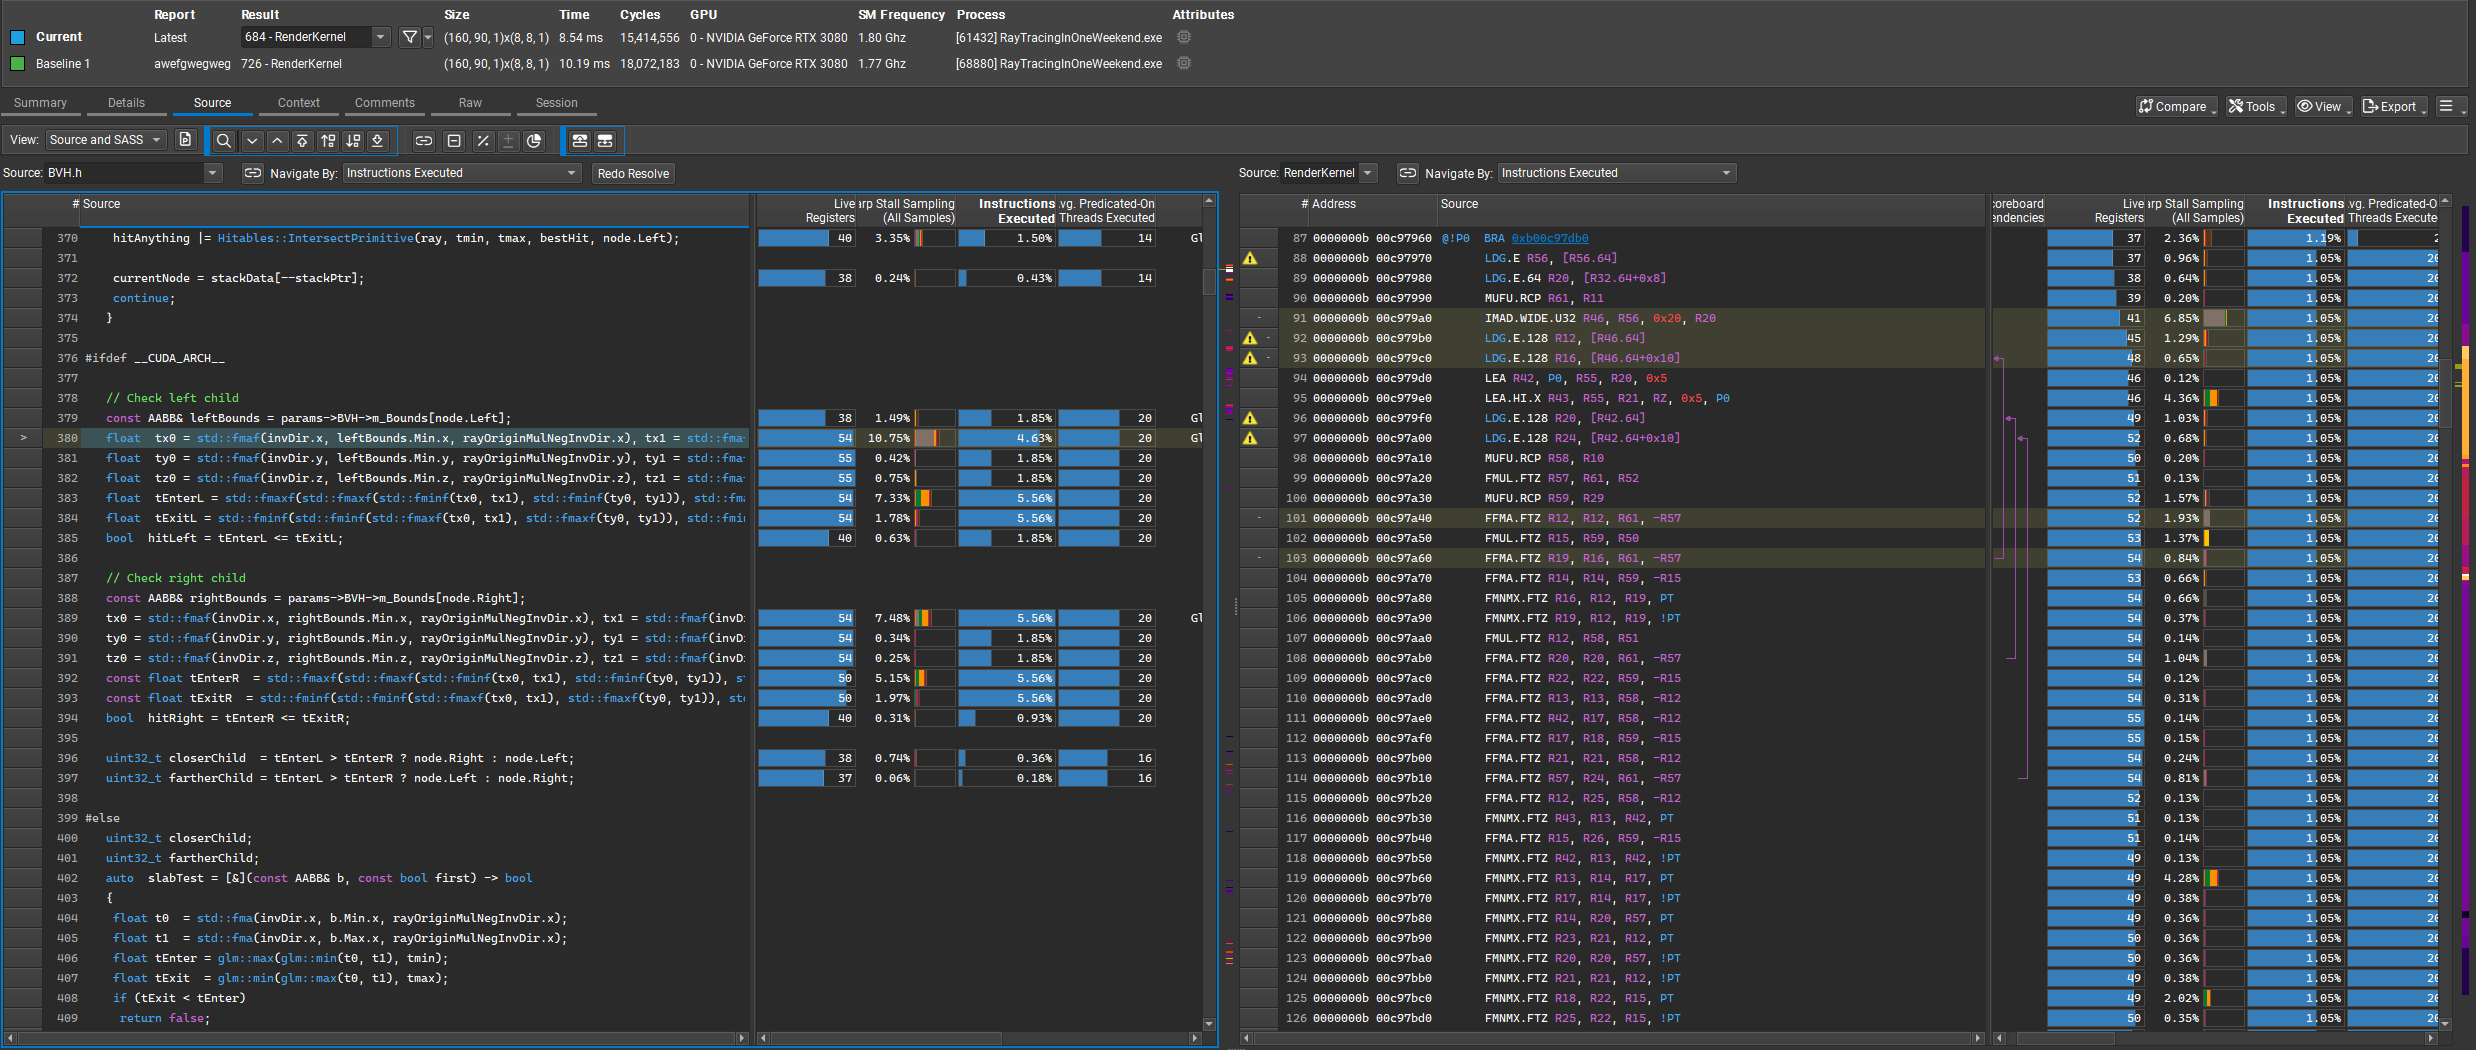 Report Result Size Time Cycles GPU SM Frequency Process Attributes
Current Latest 684 - RenderKernel (160, 90, 1)x(8, 8, 1) 8.54 ms 15,414,556 0 - NVIDIA GeForce RTX 3080 1.80 Ghz [61432] RayTracingInOneWeekend.exe
Baseline 1 awefgwegweg 726 - RenderKernel (160, 90, 1)x(8, 8, 1) 10.19 ms 18,072,183 0 - NVIDIA GeForce RTX 3080 1.77 Ghz [68880] RayTracingInOneWeekend.exe
Summary Details Source Context Comments Raw Session Compare Tools View Export
View: Source and SASS
Source: BVH.h Navigate By: Instructions Executed Redo Resolve
# Source Live Registers arp Stall Sampling (All Samples) Instructions Executed .vg. Predicated-On Threads Executed
370 hitAnything |= Hitables::IntersectPrimitive(ray, tmin, tmax, bestHit, node.Left); 40 3.35% 1.50% 14 Gl
371
372 currentNode = stackData[--stackPtr]; 38 0.24% 0.43% 14
373 continue;
374 }
375
376 #ifdef __CUDA_ARCH__
377
378 // Check left child
379 const AABB& leftBounds = params->BVH->m_Bounds[node.Left]; 38 1.49% 1.85% 20 Gl
> 380 float tx0 = std::fmaf(invDir.x, leftBounds.Min.x, rayOriginMulNegInvDir.x), tx1 = std::fma 54 10.75% 4.63% 20 Gl
381 float ty0 = std::fmaf(invDir.y, leftBounds.Min.y, rayOriginMulNegInvDir.y), ty1 = std::fma 55 0.42% 1.85% 20
382 float tz0 = std::fmaf(invDir.z, leftBounds.Min.z, rayOriginMulNegInvDir.z), tz1 = std::fma 55 0.75% 1.85% 20
383 float tEnterL = std::fmaxf(std::fmaxf(std::fminf(tx0, tx1), std::fminf(ty0, ty1)), std::fma 54 7.33% 5.56% 20
384 float tExitL = std::fminf(std::fminf(std::fmaxf(tx0, tx1), std::fmaxf(ty0, ty1)), std::fmi 54 1.78% 5.56% 20
385 bool hitLeft = tEnterL <= tExitL; 40 0.63% 1.85% 20
386
387 // Check right child
388 const AABB& rightBounds = params->BVH->m_Bounds[node.Right];
389 tx0 = std::fmaf(invDir.x, rightBounds.Min.x, rayOriginMulNegInvDir.x), tx1 = std::fmaf(invD 54 7.48% 5.56% 20 Gl
390 ty0 = std::fmaf(invDir.y, rightBounds.Min.y, rayOriginMulNegInvDir.y), ty1 = std::fmaf(invD 54 0.34% 1.85% 20
391 tz0 = std::fmaf(invDir.z, rightBounds.Min.z, rayOriginMulNegInvDir.z), tz1 = std::fmaf(invD 54 0.25% 1.85% 20
392 const float tEnterR = std::fmaxf(std::fmaxf(std::fminf(tx0, tx1), std::fminf(ty0, ty1)), st 50 5.15% 5.56% 20
393 const float tExitR = std::fminf(std::fminf(std::fmaxf(tx0, tx1), std::fmaxf(ty0, ty1)), st 50 1.97% 5.56% 20
394 bool hitRight = tEnterR <= tExitR; 40 0.31% 0.93% 20
395
396 uint32_t closerChild = tEnterL > tEnterR ? node.Right : node.Left; 38 0.74% 0.36% 16
397 uint32_t fartherChild = tEnterL > tEnterR ? node.Left : node.Right; 37 0.06% 0.18% 16
398
399 #else
400 uint32_t closerChild;
401 uint32_t fartherChild;
402 auto slabTest = [&](const AABB& b, const bool first) -> bool
403 {
404 float t0 = std::fma(invDir.x, b.Min.x, rayOriginMulNegInvDir.x);
405 float t1 = std::fma(invDir.x, b.Max.x, rayOriginMulNegInvDir.x);
406 float tEnter = glm::max(glm::min(t0, t1), tmin);
407 float tExit = glm::min(glm::max(t0, t1), tmax);
408 if (tExit < tEnter)
409 return false;
Source: RenderKernel Navigate By: Instructions Executed
# Address Source coreboard endencies Live Registers arp Stall Sampling (All Samples) Instructions Executed .vg. Predicated-O Threads Execute
87 0000000b 00c97960 @!P0 BRA 0xb00c97db0 37 2.36% 1.19% 2
88 0000000b 00c97970 LDG.E R56, [R56.64] 37 0.96% 1.05% 20
89 0000000b 00c97980 LDG.E.64 R20, [R32.64+0x8] 38 0.64% 1.05% 20
90 0000000b 00c97990 MUFU.RCP R61, R11 39 0.20% 1.05% 20
91 0000000b 00c979a0 IMAD.WIDE.U32 R46, R56, 0x20, R20 41 6.85% 1.05% 20
92 0000000b 00c979b0 LDG.E.128 R12, [R46.64] 45 1.29% 1.05% 20
93 0000000b 00c979c0 LDG.E.128 R16, [R46.64+0x10] 48 0.65% 1.05% 20
94 0000000b 00c979d0 LEA R42, P0, R55, R20, 0x5 46 0.12% 1.05% 20
95 0000000b 00c979e0 LEA.HI.X R43, R55, R21, RZ, 0x5, P0 46 4.36% 1.05% 20
96 0000000b 00c979f0 LDG.E.128 R20, [R42.64] 49 1.03% 1.05% 20
97 0000000b 00c97a00 LDG.E.128 R24, [R42.64+0x10] 52 0.68% 1.05% 20
98 0000000b 00c97a10 MUFU.RCP R58, R10 50 0.20% 1.05% 20
99 0000000b 00c97a20 FMUL.FTZ R57, R61, R52 51 0.13% 1.05% 20
100 0000000b 00c97a30 MUFU.RCP R59, R29 52 1.57% 1.05% 20
101 0000000b 00c97a40 FFMA.FTZ R12, R12, R61, -R57 52 1.93% 1.05% 20
102 0000000b 00c97a50 FMUL.FTZ R15, R59, R50 53 1.37% 1.05% 20
103 0000000b 00c97a60 FFMA.FTZ R19, R16, R61, -R57 54 0.84% 1.05% 20
104 0000000b 00c97a70 FFMA.FTZ R14, R14, R59, -R15 53 0.66% 1.05% 20
105 0000000b 00c97a80 FMNMX.FTZ R16, R12, R19, PT 54 0.66% 1.05% 20
106 0000000b 00c97a90 FMNMX.FTZ R19, R12, R19, !PT 54 0.37% 1.05% 20
107 0000000b 00c97aa0 FMUL.FTZ R12, R58, R51 54 0.14% 1.05% 20
108 0000000b 00c97ab0 FFMA.FTZ R20, R20, R61, -R57 54 1.04% 1.05% 20
109 0000000b 00c97ac0 FFMA.FTZ R22, R22, R59, -R15 54 0.12% 1.05% 20
110 0000000b 00c97ad0 FFMA.FTZ R13, R13, R58, -R12 54 0.31% 1.05% 20
111 0000000b 00c97ae0 FFMA.FTZ R42, R17, R58, -R12 55 0.14% 1.05% 20
112 0000000b 00c97af0 FFMA.FTZ R17, R18, R59, -R15 55 0.15% 1.05% 20
113 0000000b 00c97b00 FFMA.FTZ R21, R21, R58, -R12 54 0.24% 1.05% 20
114 0000000b 00c97b10 FFMA.FTZ R57, R24, R61, -R57 54 0.81% 1.05% 20
115 0000000b 00c97b20 FFMA.FTZ R12, R25, R58, -R12 52 0.13% 1.05% 20
116 0000000b 00c97b30 FMNMX.FTZ R43, R13, R42, PT 51 0.13% 1.05% 20
117 0000000b 00c97b40 FFMA.FTZ R15, R26, R59, -R15 51 0.14% 1.05% 20
118 0000000b 00c97b50 FMNMX.FTZ R42, R13, R42, !PT 49 0.13% 1.05% 20
119 0000000b 00c97b60 FMNMX.FTZ R13, R14, R17, PT 49 4.28% 1.05% 20
120 0000000b 00c97b70 FMNMX.FTZ R17, R14, R17, !PT 49 0.38% 1.05% 20
121 0000000b 00c97b80 FMNMX.FTZ R14, R20, R57, PT 49 0.36% 1.05% 20
122 0000000b 00c97b90 FMNMX.FTZ R23, R21, R12, PT 50 0.36% 1.05% 20
123 0000000b 00c97ba0 FMNMX.FTZ R20, R20, R57, !PT 50 0.36% 1.05% 20
124 0000000b 00c97bb0 FMNMX.FTZ R21, R21, R12, !PT 49 0.38% 1.05% 20
125 0000000b 00c97bc0 FMNMX.FTZ R18, R22, R15, PT 49 2.02% 1.05% 20
126 0000000b 00c97bd0 FMNMX.FTZ R25, R22, R15, !PT 50 0.35% 1.05% 20